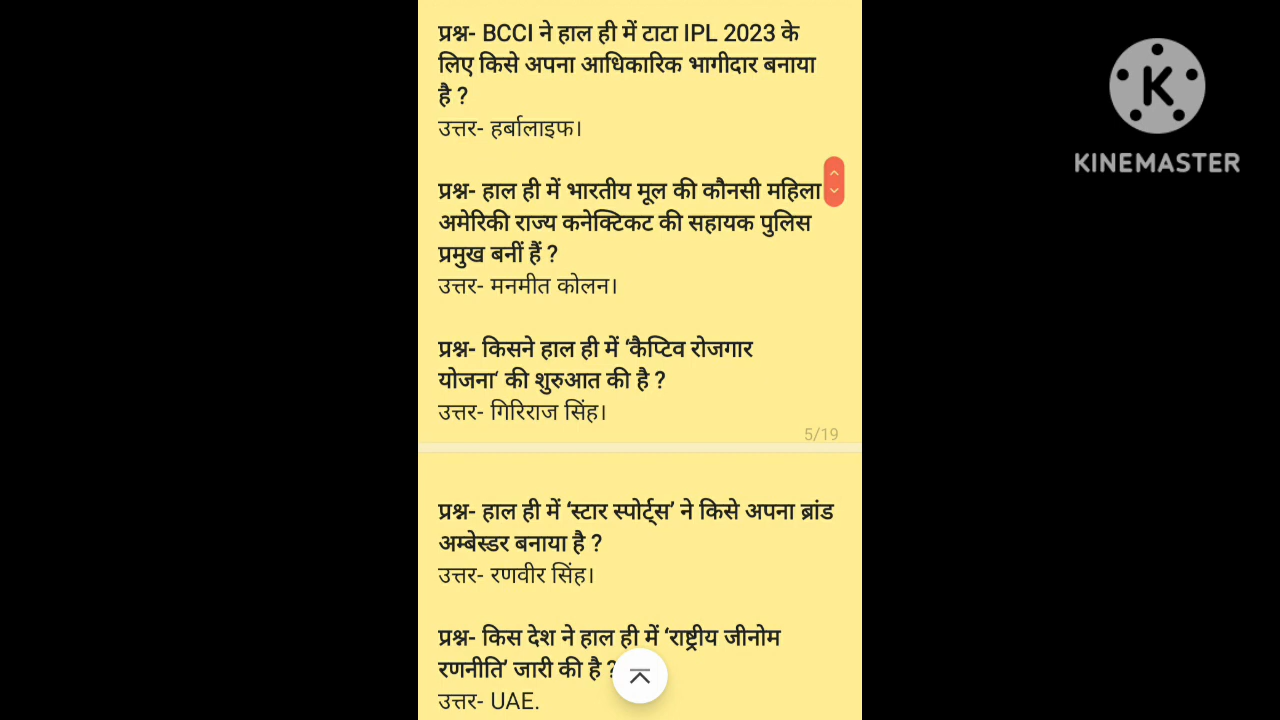 प्रश्न- BCCI ने हाल ही में टाटा IPL 2023 के
लिए किसे अपना आधिकारिक भागीदार बनाया
है ?
उत्तर- हर्बालाइफ।
प्रश्न- हाल ही में भारतीय मूल की कौनसी महिला
अमेरिकी राज्य कनेक्टिकट की सहायक पुलिस
प्रमुख बनीं हैं ?
उत्तर- मनमीत कोलन।
प्रश्न- किसने हाल ही में ‘कैप्टिव रोजगार
योजना‘ की शुरुआत की है ?
उत्तर- गिरिराज सिंह।
5/19
प्रश्न- हाल ही में ‘स्टार स्पोर्ट्स’ ने किसे अपना ब्रांड
अम्बेस्डर बनाया है ?
उत्तर- रणवीर सिंह।
प्रश्न- किस देश ने हाल ही में ‘राष्ट्रीय जीनोम
रणनीति’ जारी की है ?
उत्तर- UAE.
K
KINEMASTER